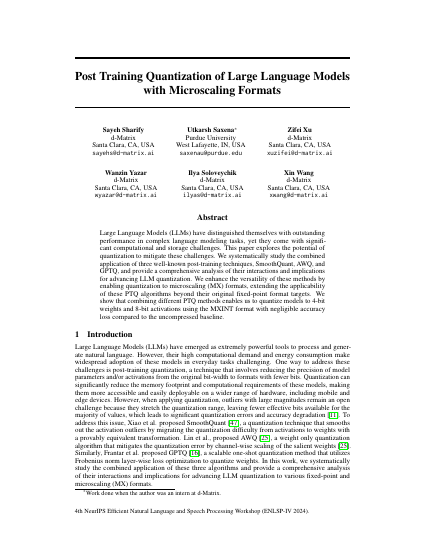 Post Training Quantization of Large Language Models
with Microscaling Formats
Sayeh Sharify
d-Matrix
Santa Clara, CA, USA
sayehs@d-matrix.ai
Utkarsh Saxena*
Purdue University
West Lafayette, IN, USA
saxenau@purdue.edu
Zifei Xu
d-Matrix
Santa Clara, CA, USA
xuzifei@d-matrix.ai
Wanzin Yazar
d-Matrix
Santa Clara, CA, USA
wyazar@d-matrix.ai
Ilya Soloveychik
d-Matrix
Santa Clara, CA, USA
ilyas@d-matrix.ai
Xin Wang
d-Matrix
Santa Clara, CA, USA
xwang@d-matrix.ai
Abstract
Large Language Models (LLMs) have distinguished themselves with outstanding
performance in complex language modeling tasks, yet they come with signifi-
cant computational and storage challenges. This paper explores the potential of
quantization to mitigate these challenges. We systematically study the combined
application of three well-known post-training techniques, SmoothQuant, AWQ, and
GPTQ, and provide a comprehensive analysis of their interactions and implications
for advancing LLM quantization. We enhance the versatility of these methods by
enabling quantization to microscaling (MX) formats, extending the applicability
of these PTQ algorithms beyond their original fixed-point format targets. We
show that combining different PTQ methods enables us to quantize models to 4-bit
weights and 8-bit activations using the MXINT format with negligible accuracy
loss compared to the uncompressed baseline.
1 Introduction
Large Language Models (LLMs) have emerged as extremely powerful tools to process and gener-
ate natural language. However, their high computational demand and energy consumption make
widespread adoption of these models in everyday tasks challenging. One way to address these
challenges is post-training quantization, a technique that involves reducing the precision of model
parameters and/or activations from the original bit-width to formats with fewer bits. Quantization can
significantly reduce the memory footprint and computational requirements of these models, making
them more accessible and easily deployable on a wider range of hardware, including mobile and
edge devices. However, when applying quantization, outliers with large magnitudes remain an open
challenge because they stretch the quantization range, leaving fewer effective bits available for the
majority of values, which leads to significant quantization errors and accuracy degradation [11]. To
address this issue, Xiao et al. proposed SmoothQuant [47], a quantization technique that smooths
out the activation outliers by migrating the quantization difficulty from activations to weights with
a provably equivalent transformation. Lin et al., proposed AWQ [25], a weight only quantization
algorithm that mitigates quantization error by channel-wise scaling of the salient weights [25].
Similarly, Frantar et al. proposed GPTQ [16], a scalable one-shot quantization method that utilizes
Frobenius norm layer-wise loss optimization to quantize weights. In this work, we systematically
study the combined application of these three algorithms and provide a comprehensive analysis
of their interactions and implications for advancing LLM quantization to various fixed-point and
microscaling (MX) formats.
*Work done when the author was an intern at d-Matrix.
4th NeurIPS Efficient Natural Language and Speech Processing Workshop (ENLSP-IV 2024).